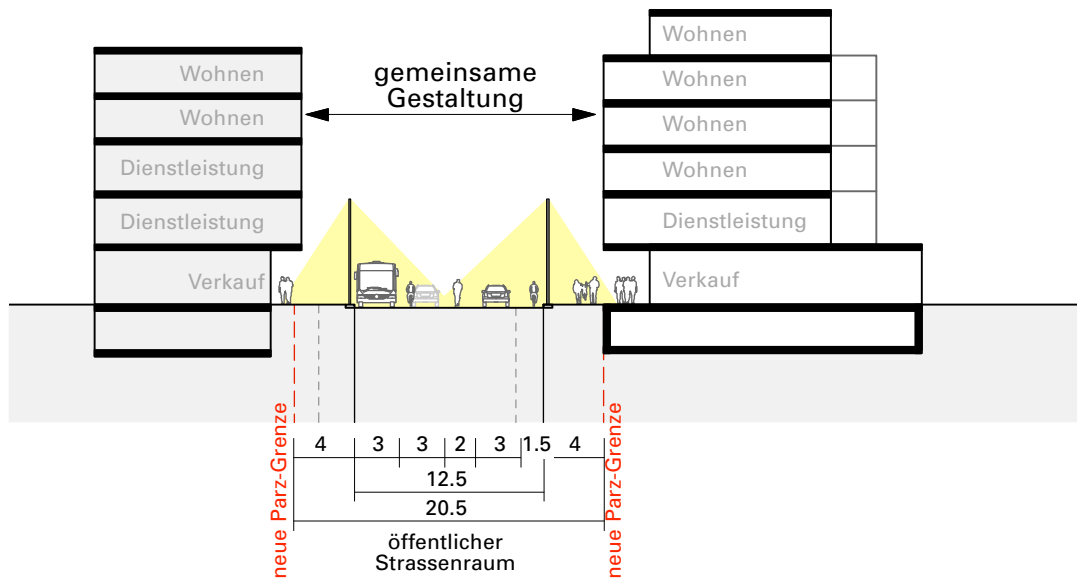 Wohnen
Wohnen
Dienstleistung
Dienstleistung
Verkauf
gemeinsame
Gestaltung
Wohnen
Wohnen
Wohnen
Wohnen
Dienstleistung
Verkauf
neue Parz-Grenze
4 3 3 2 3 1.5 4
12.5
20.5
öffentlicher
Strassenraum
neue Parz-Grenze